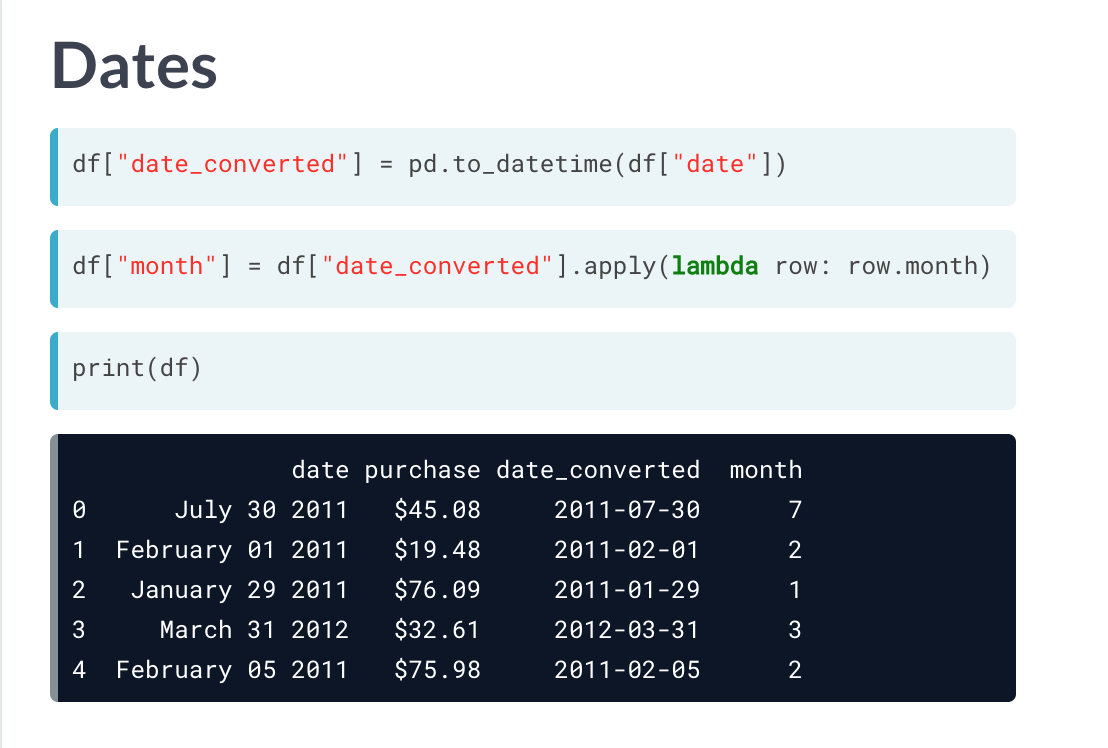 Dates
df["date_converted"] = pd.to_datetime(df["date"])
df["month"] = df["date_converted"].apply(lambda row: row.month)
print(df)
date purchase date_converted month
0 July 30 2011 $45.08 2011-07-30 7
1 February 01 2011 $19.48 2011-02-01 2
2 January 29 2011 $76.09 2011-01-29 1
3 March 31 2012 $32.61 2012-03-31 3
4 February 05 2011 $75.98 2011-02-05 2